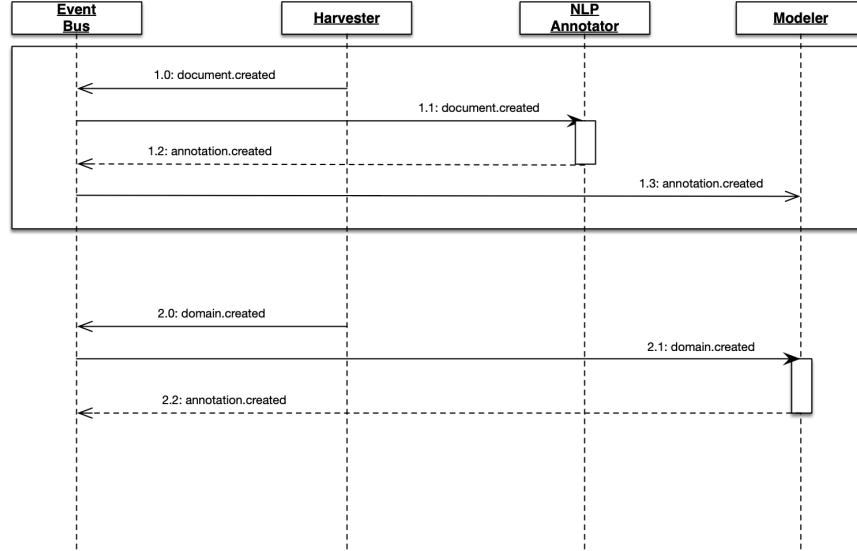 Event
Bus
Harvester
NLP
Annotator
Modeler
1.0: document.created
1.1: document.created
1.2: annotation.created
1.3: annotation.created
2.0: domain.created
2.1: domain.created
2.2: annotation.created